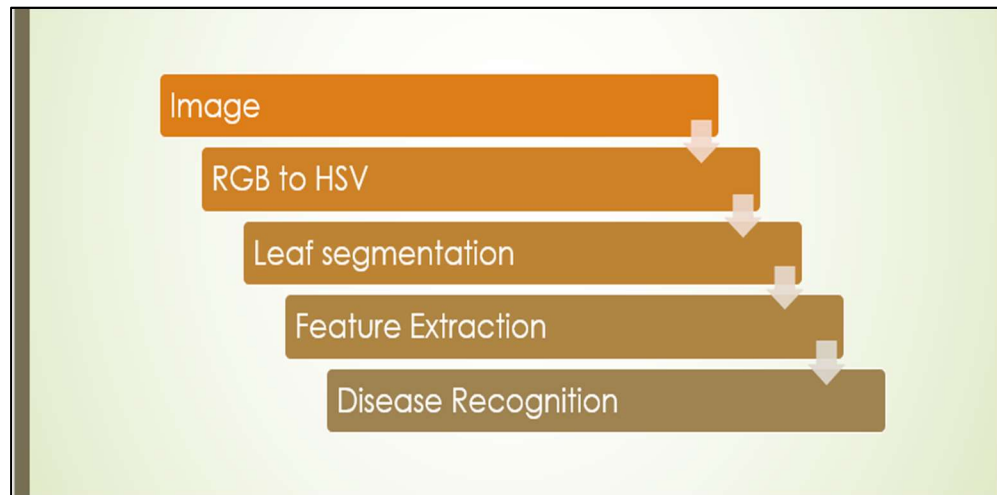 Image
RGB to HSV
Leaf segmentation
Feature Extraction
Disease Recognition